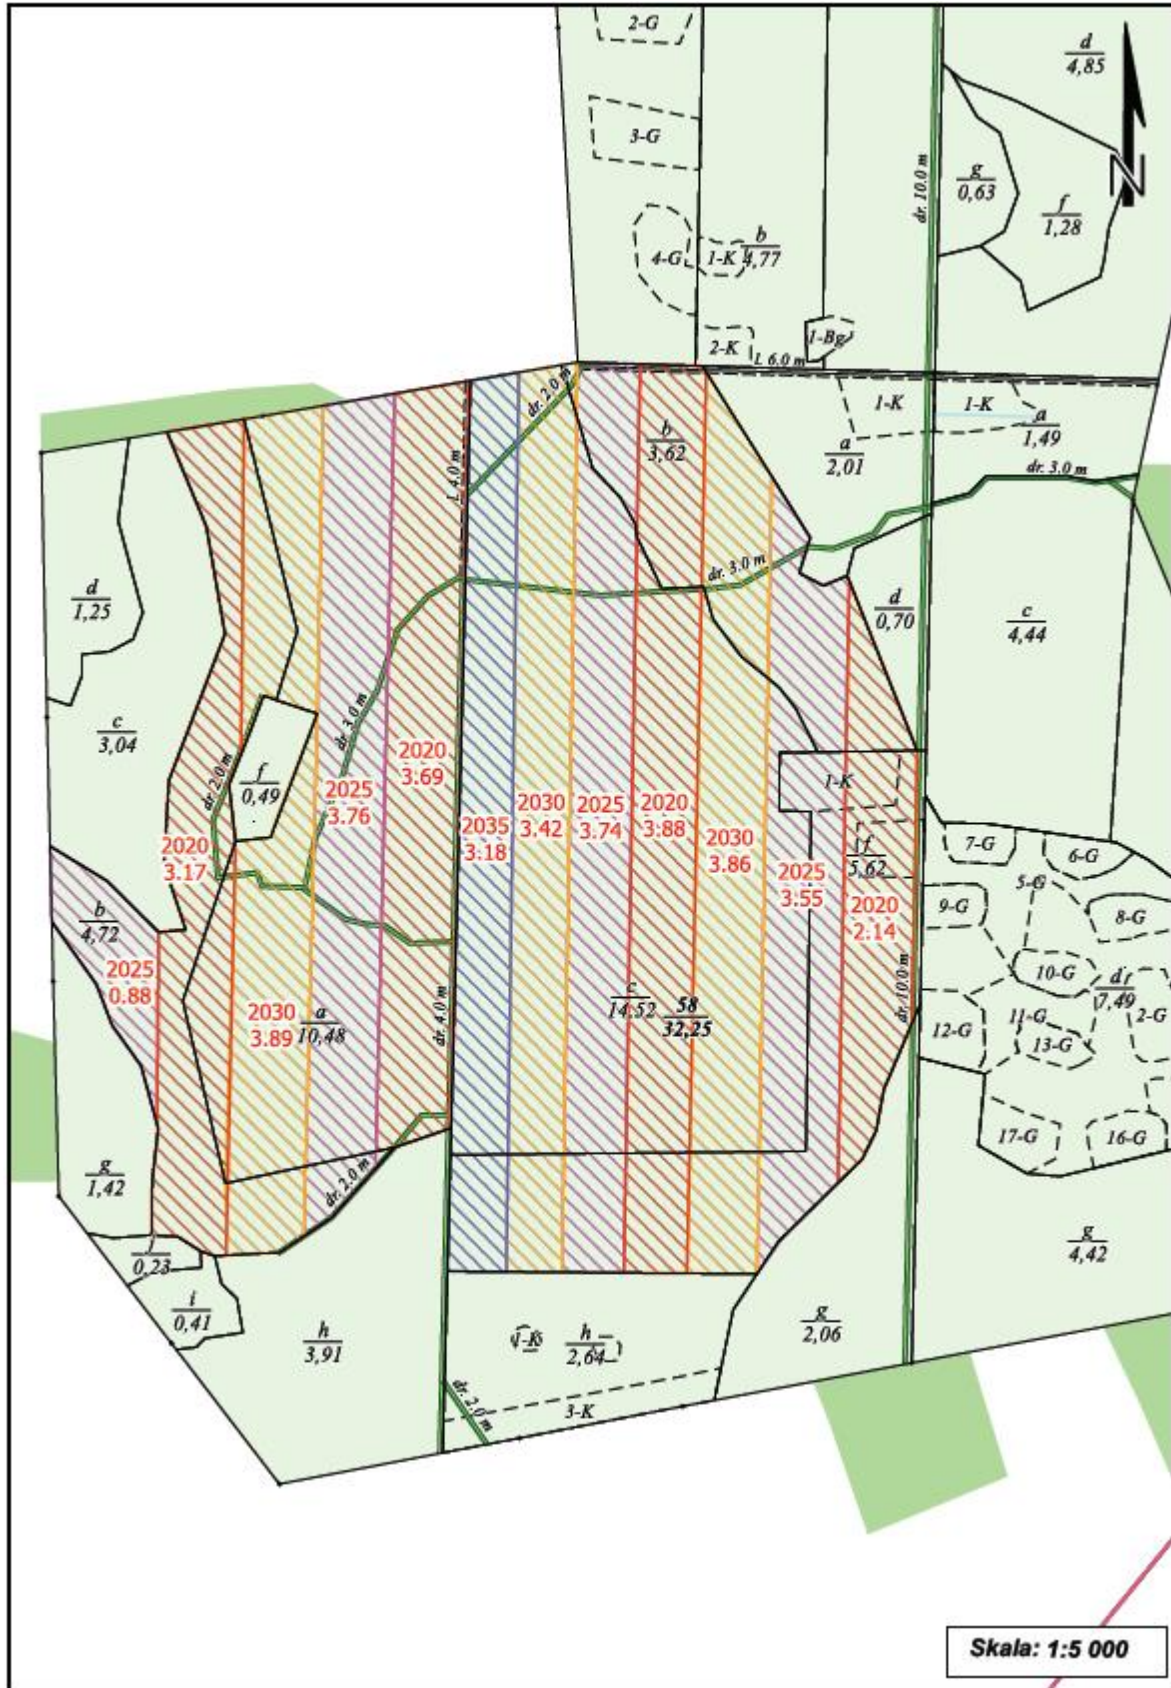 2-G
d
4,85
3-G
dr. 10.0 m
g
0,63
N
f
1,28
4-G
1-K
b
4,77
2-K
1-Bg
L 6.0 m
dr. 2.0 m
1-K
1-K
a
1,49
b
3,62
a
2,01
dr. 3.0 m
L 4.0 m
dr. 3.0 m
d
1,25
d
0,70
c
4,44
c
3,04
dr. 3.0 m
dr. 2.0 m
f
0,49
2020
3.69
2025
3.76
1-K
2035
3.18
2030
3.42
2025
3.74
2020
3.88
2030
3.86
2020
3.17
f
5,62
7-G
6-G
5-G
2025
3.55
2020
2.14
9-G
8-G
b
4,72
2025
0.88
10-G
d
7,49
2030
3.89
a
10,48
c
14,52
58
32,25
dr. 4.0 m
dr. 10.0 m
12-G
11-G
13-G
2-G
17-G
16-G
g
1,42
dr. 2.0 m
j
0,23
i
0,41
h
3,91
h
2,64
g
2,06
g
4,42
dr. 2.0 m
3-K
Skala: 1:5 000